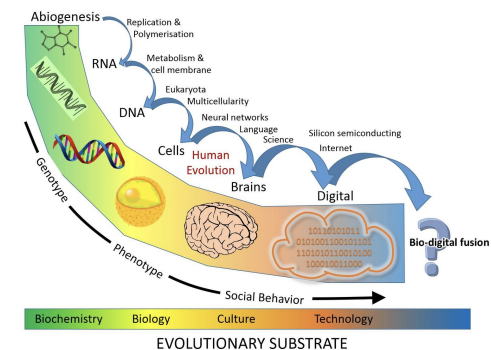 Abiogenesis
Replication &
Polymerisation
RNA
Metabolism &
cell membrane
Eukaryota
Multicellularity
DNA
Neural networks
Language
Science
Cells
Human
Evolution
Brains
Silicon semiconducting
Internet
Digital
10110101011
0101001100101101
1101010110010100
100010011000
?
Bio-digital fusion
Genotype
Phenotype
Social Behavior
Biochemistry Biology Culture Technology
EVOLUTIONARY SUBSTRATE